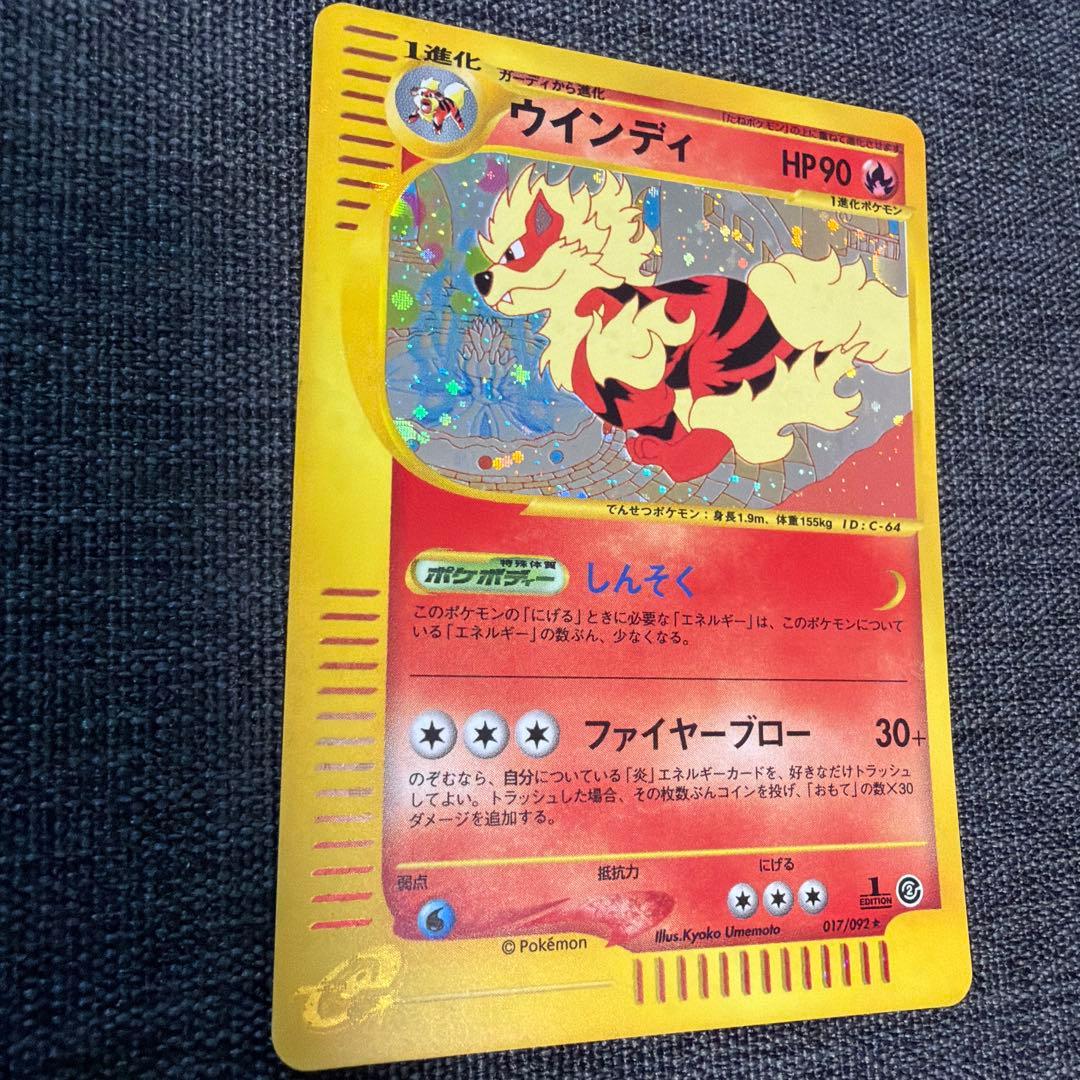 1進化
ガーディから進化
「たねポケモン」の上に重ねて進化させます
ウインディ
HP90
1進化ポケモン
でんせつポケモン：身長1.9m、体重155kg ID:C-64
特殊体質
ポケボディー
しんそく
このポケモンの「にげる」ときに必要な「エネルギー」は、このポケモンについて
いる「エネルギー」の数ぶん、少なくなる。
ファイヤーブロー 30+
のぞむなら、自分についている「炎」エネルギーカードを、好きなだけトラッシュ
してよい。トラッシュした場合、その枚数ぶんコインを投げ、「おもて」の数×30
ダメージを追加する。
弱点
抵抗力
にげる
1
EDITION
2
© Pokémon
Illus.Kyoko Umemoto
017/092★
e